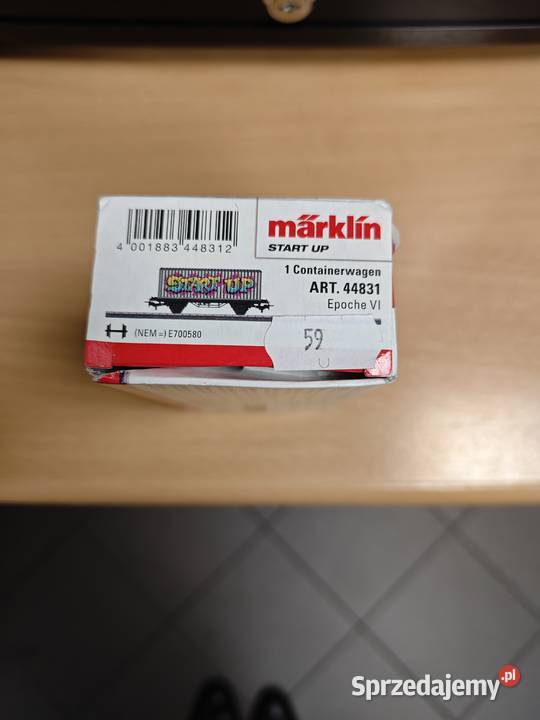 märklin
START UP
4 001883 448312
1 Containerwagen
ART. 44831
START UP
Epoche VI
(NEM =) E700580
59
Sprzedajemy.pl